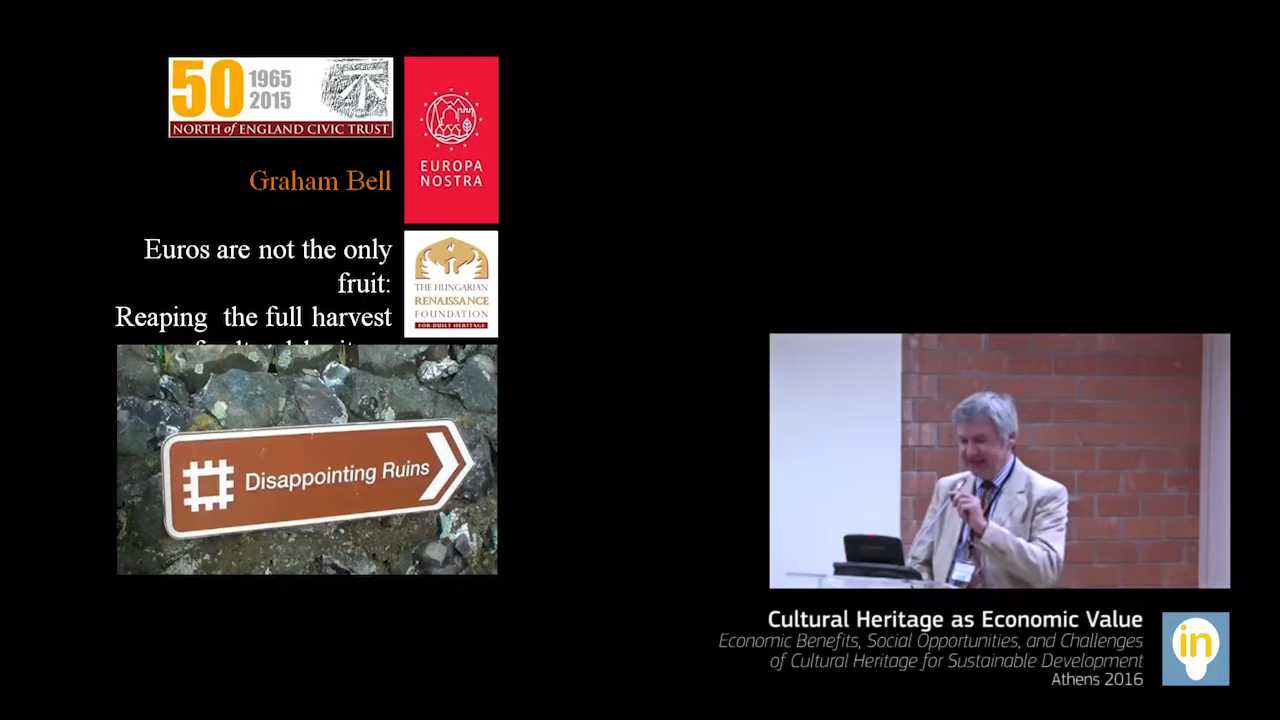 50 1965
2015
NORTH of ENGLAND CIVIC TRUST
EUROPA
NOSTRA
Graham Bell
Euros are not the only
fruit:
Reaping the full harvest
THE HUNGARIAN
RENAISSANCE
FOUNDATION
FOR BUILT HERITAGE
Disappointing Ruins
Cultural Heritage as Economic Value
Economic Benefits, Social Opportunities, and Challenges
of Cultural Heritage for Sustainable Development
Athens 2016
in